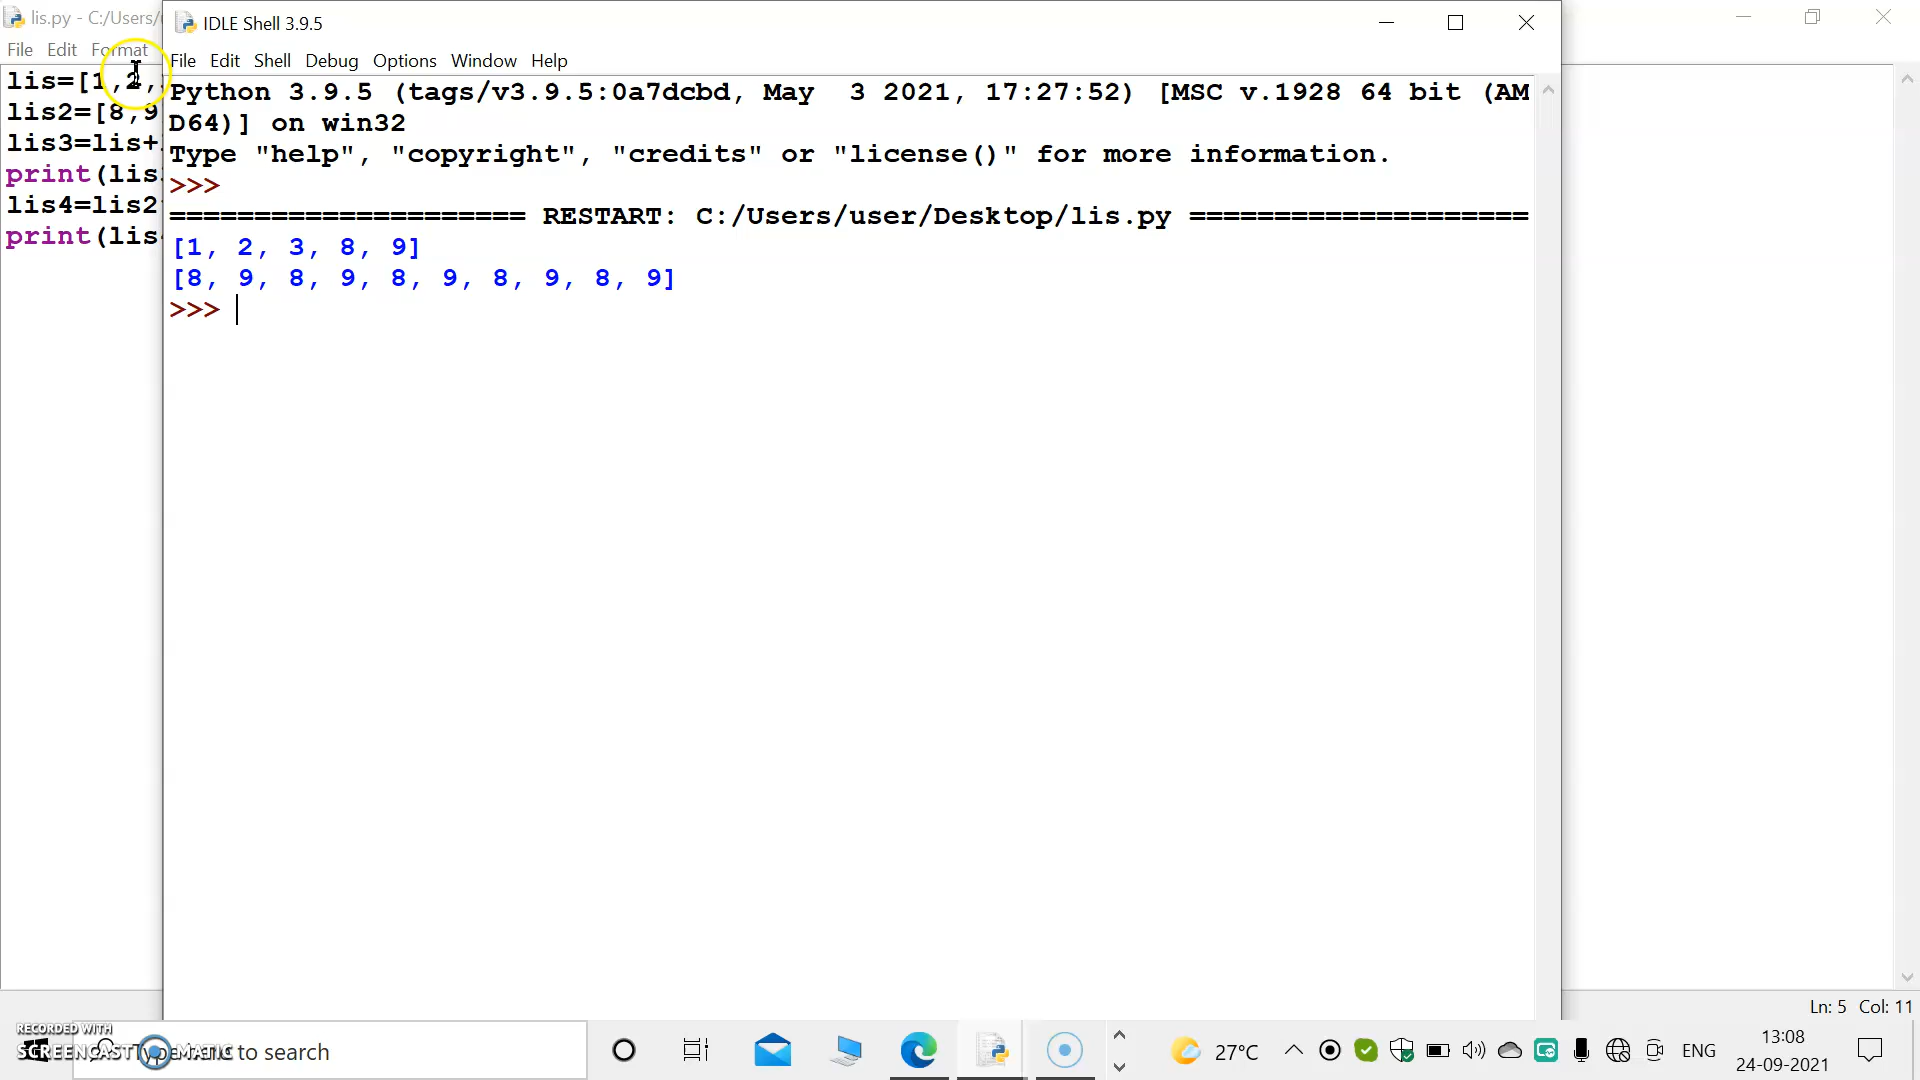 lis.py - C:/Users/
File Edit Format
lis=[1,2,
lis2=[8,9
lis3=lis+
print(lis
lis4=lis2
print(lis
IDLE Shell 3.9.5
File Edit Shell Debug Options Window Help
Python 3.9.5 (tags/v3.9.5:0a7dcbd, May  3 2021, 17:27:52) [MSC v.1928 64 bit (AM
D64)] on win32
Type "help", "copyright", "credits" or "license()" for more information.
>>>
===================== RESTART: C:/Users/user/Desktop/lis.py ====================
[1, 2, 3, 8, 9]
[8, 9, 8, 9, 8, 9, 8, 9, 8, 9]
>>>
Ln: 5 Col: 11
RECORDED WITH
SCREENCAST MATIC
to search
27°C
ENG
13:08
24-09-2021